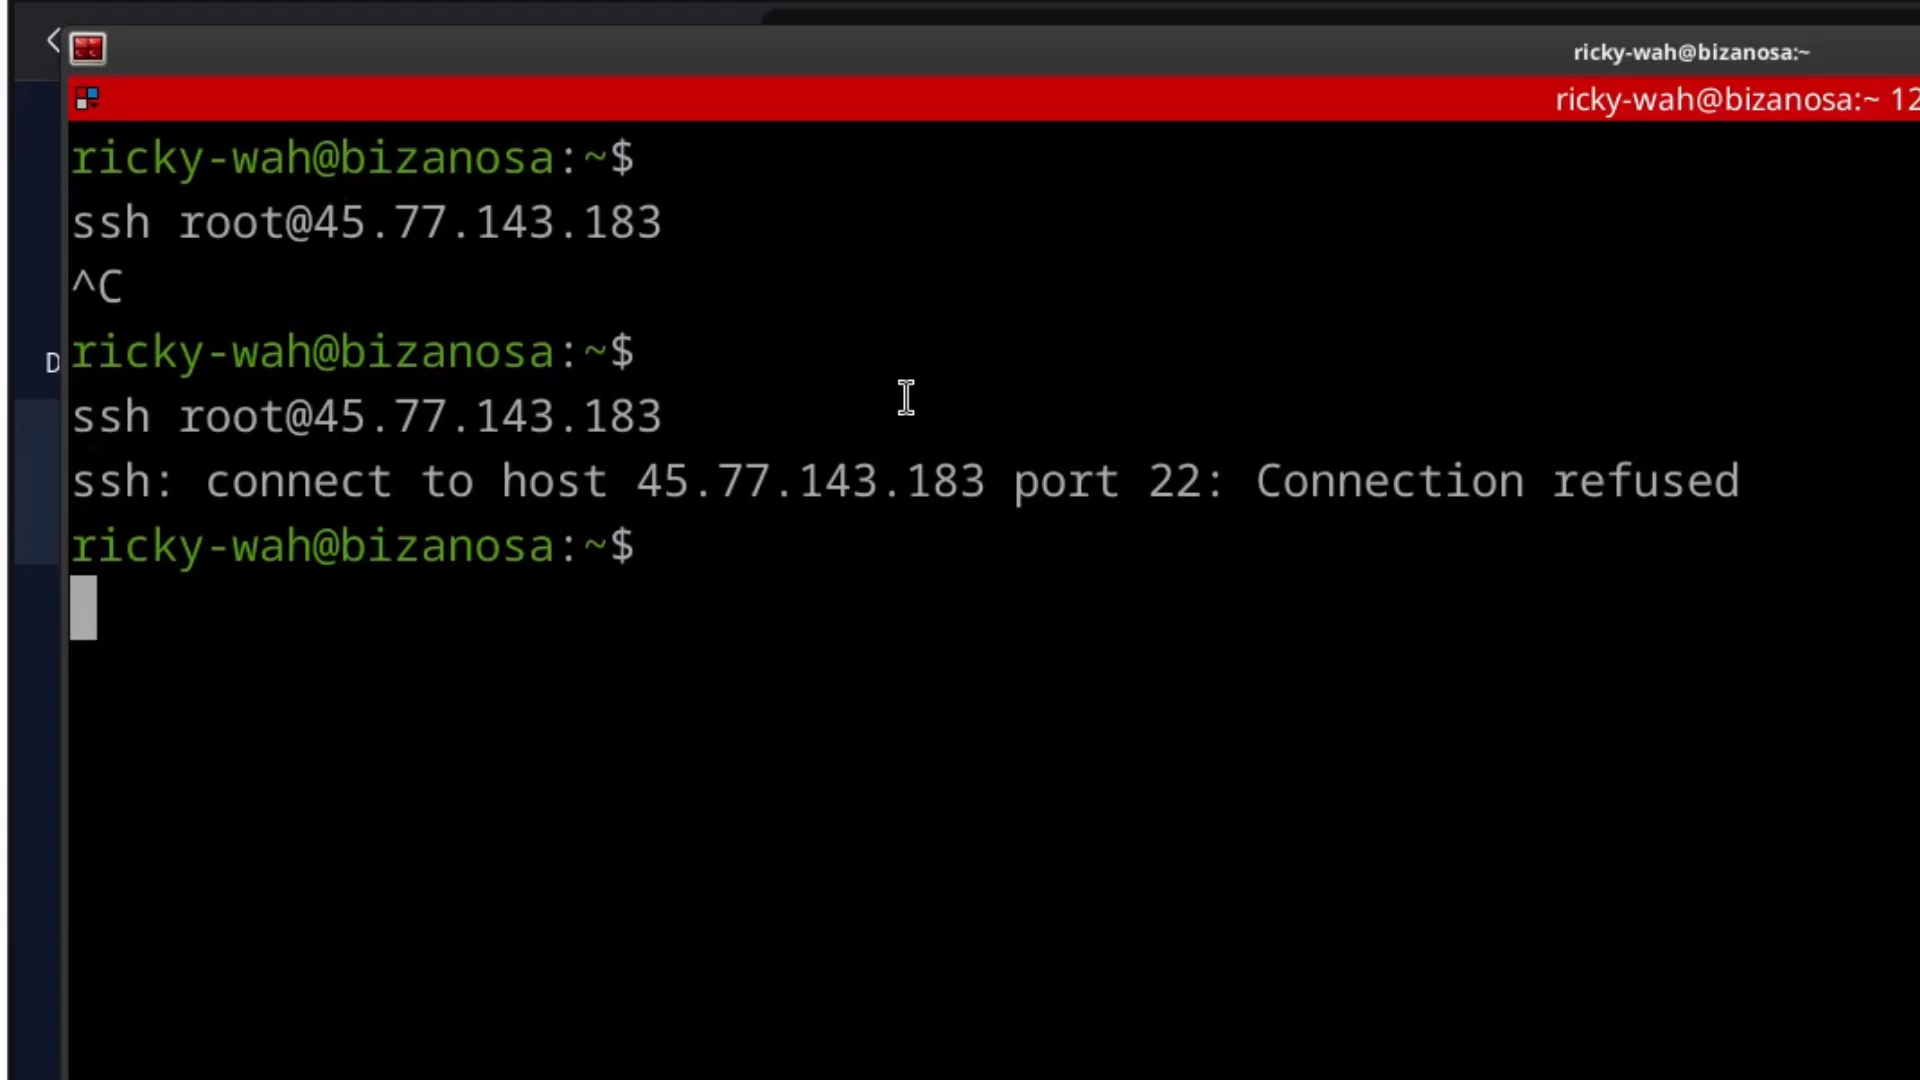 ricky-wah@bizanosa:~
ricky-wah@bizanosa:~ 12
ricky-wah@bizanosa:~$
ssh root@45.77.143.183
^C
ricky-wah@bizanosa:~$
D
ssh root@45.77.143.183
ssh: connect to host 45.77.143.183 port 22: Connection refused
ricky-wah@bizanosa:~$